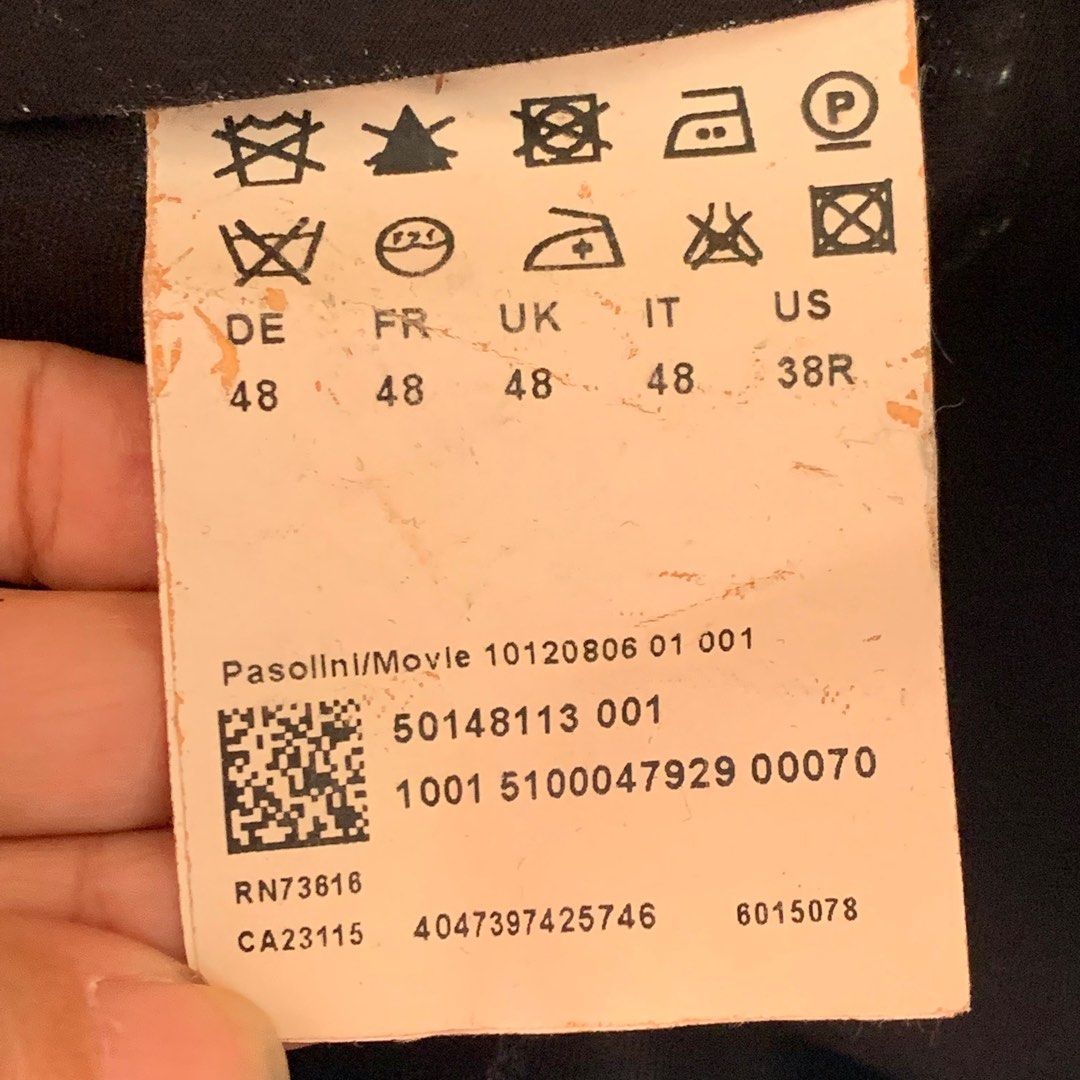 P
DE FR UK IT US
48 48 48 48 38R
Pasolini/Movie 10120806 01 001
50148113 001
1001 5100047929 00070
RN73616
CA23115 4047397425746 6015078